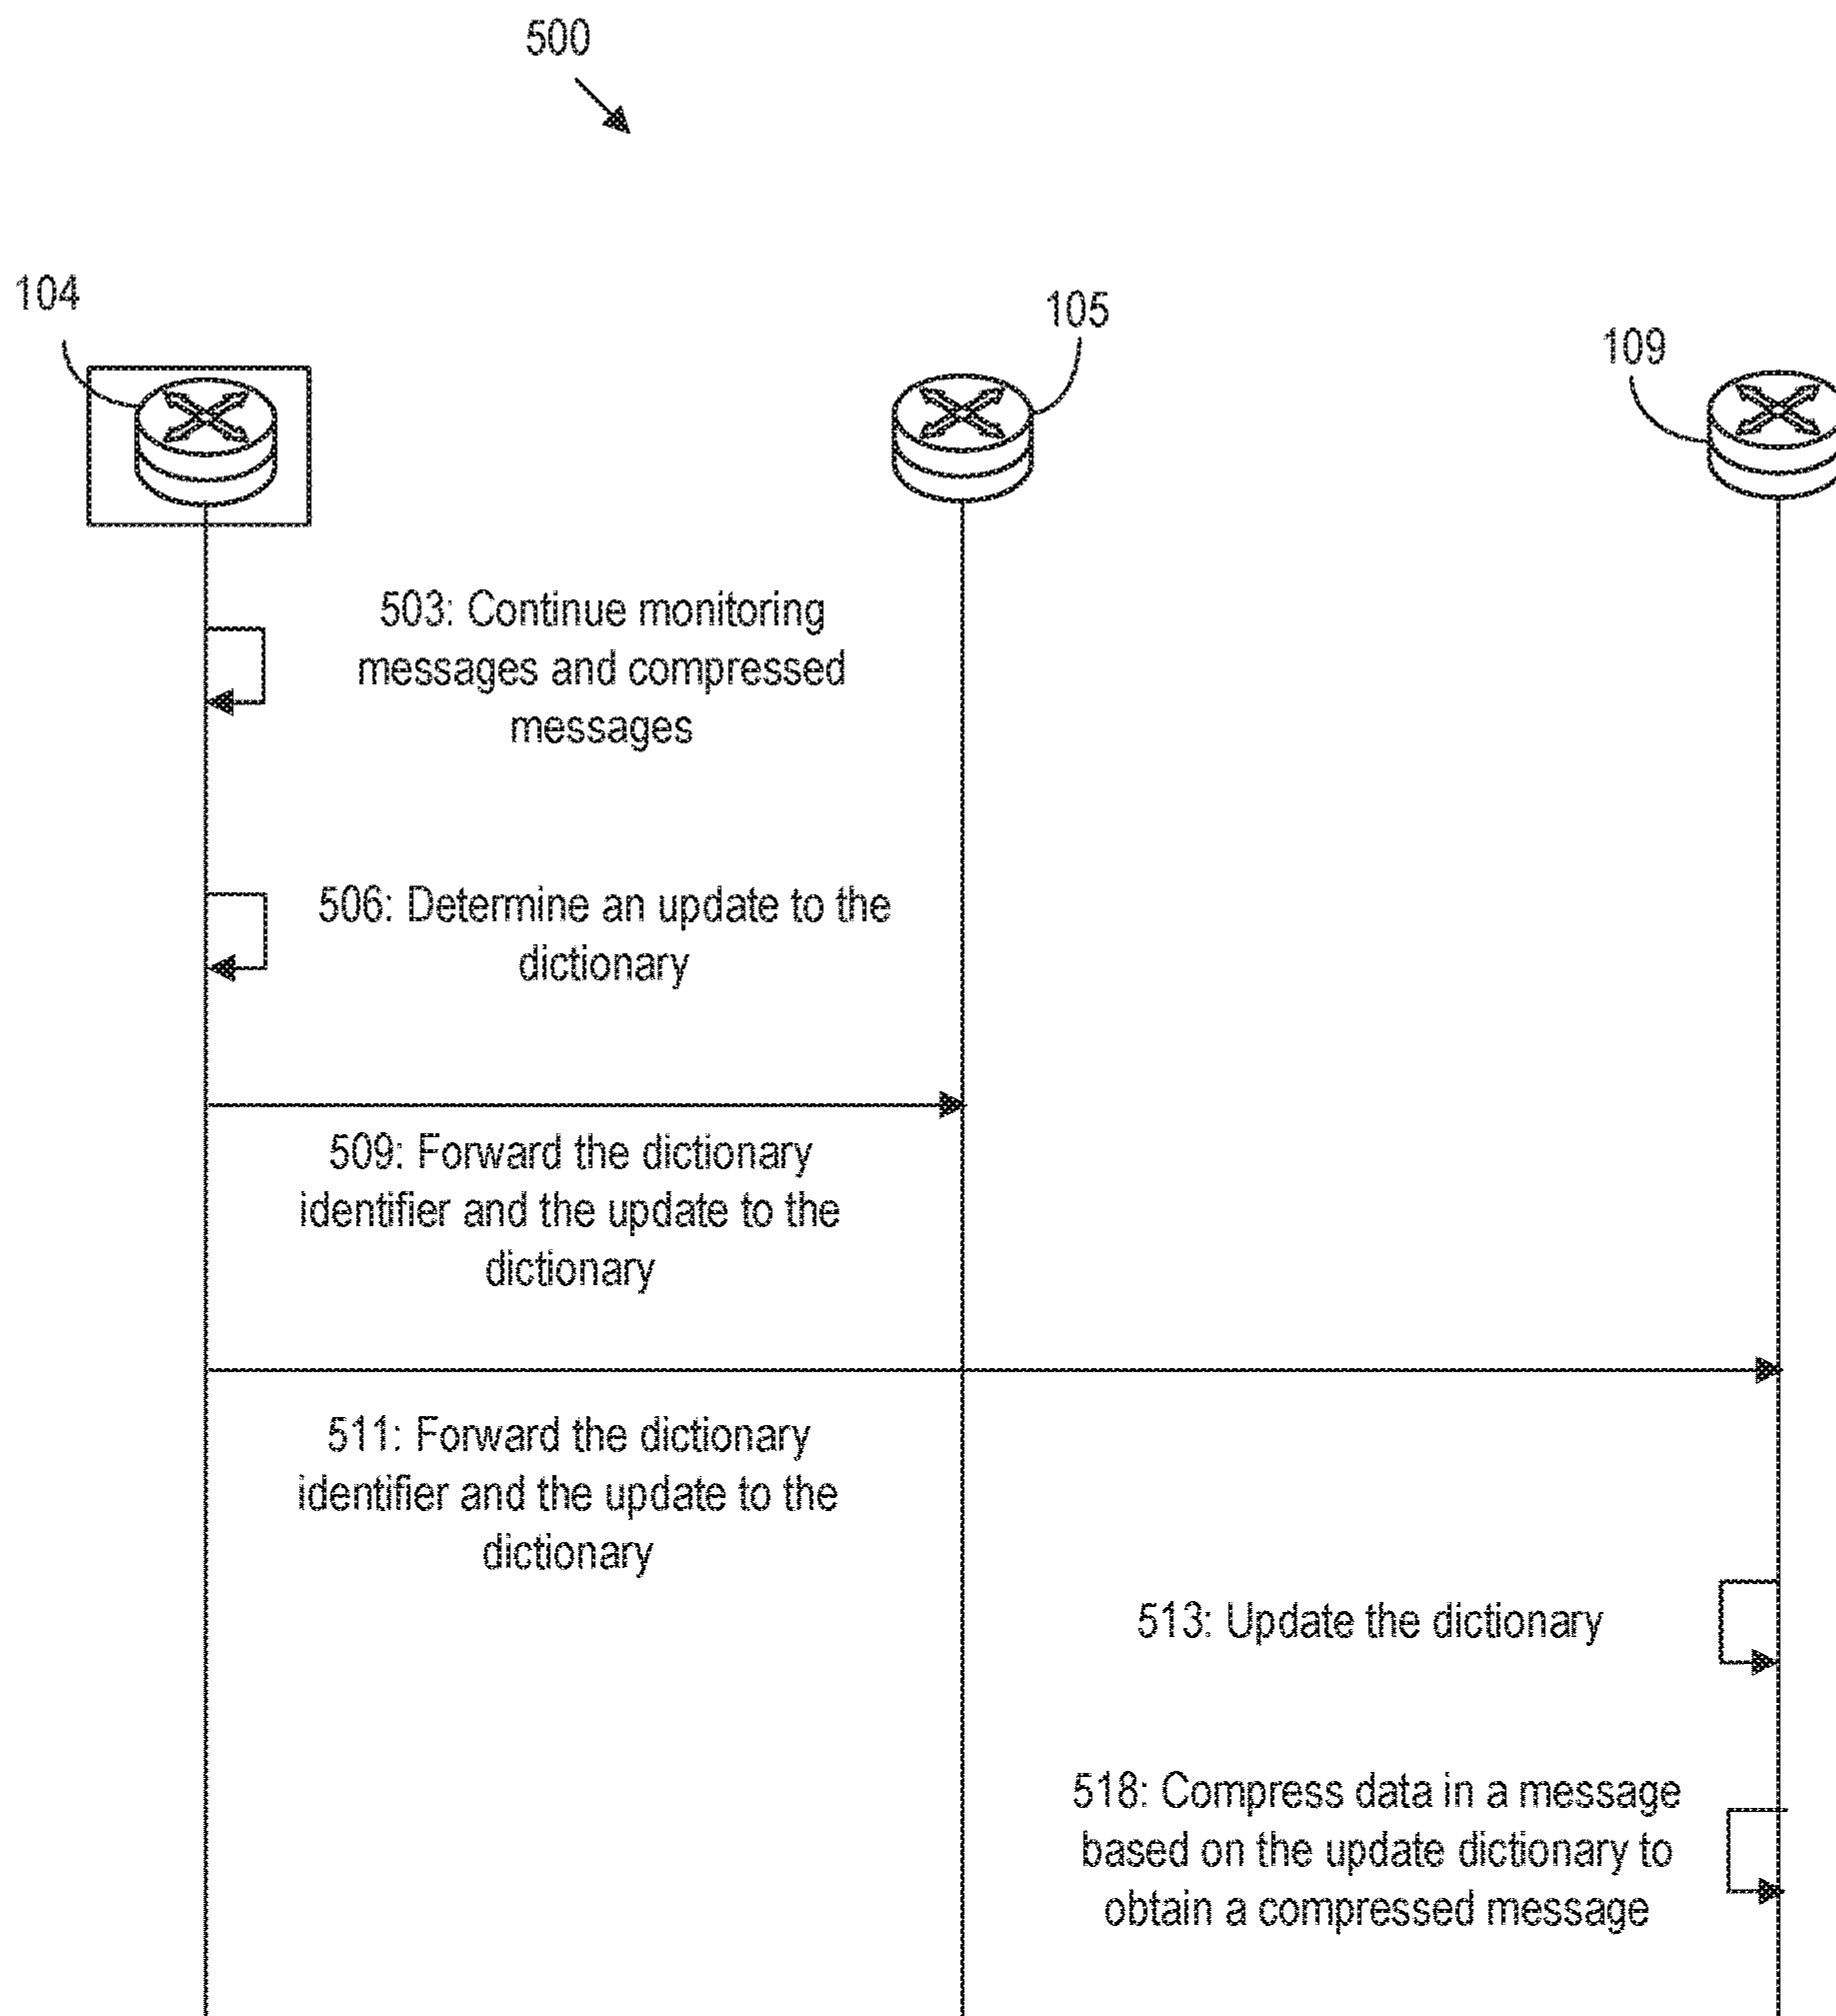 500
104
105
109
503: Continue monitoring
messages and compressed
messages
506: Determine an update to the
dictionary
509: Forward the dictionary
identifier and the update to the
dictionary
511: Forward the dictionary
identifier and the update to the
dictionary
513: Update the dictionary
518: Compress data in a message
based on the update dictionary to
obtain a compressed message